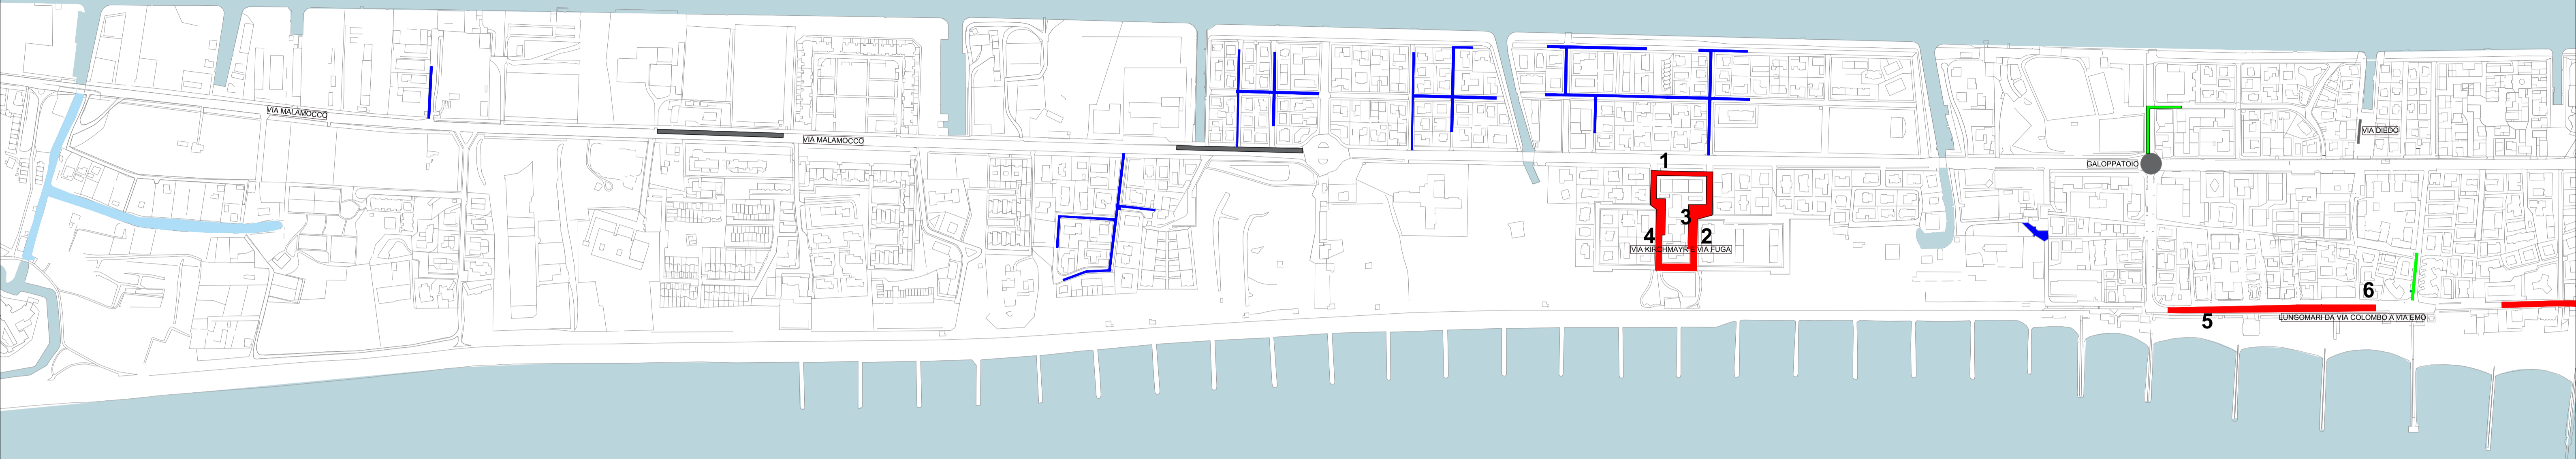 VIA MALAMOCCO
VIA MALAMOCCO
1
3
4
2
VIA KIRCHMAYR E VIA FUGA
VIA DIEDO
GALOPPATOIO
6
5
LUNGOMARI DA VIA COLOMBO A VIA EMO